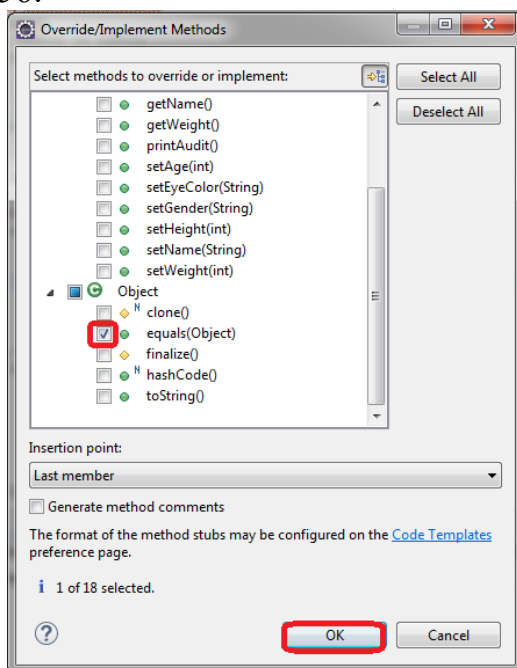 Override/Implement Methods
Select methods to override or implement:
Select All
Deselect All
getName()
getWeight()
printAudit()
setAge(int)
setEyeColor(String)
setGender(String)
setHeight(int)
setName(String)
setWeight(int)
C Object
N clone()
equals(Object)
finalize()
N hashCode()
toString()
Insertion point:
Last member
Generate method comments
The format of the method stubs may be configured on the Code Templates
preference page.
i 1 of 18 selected.
? OK Cancel